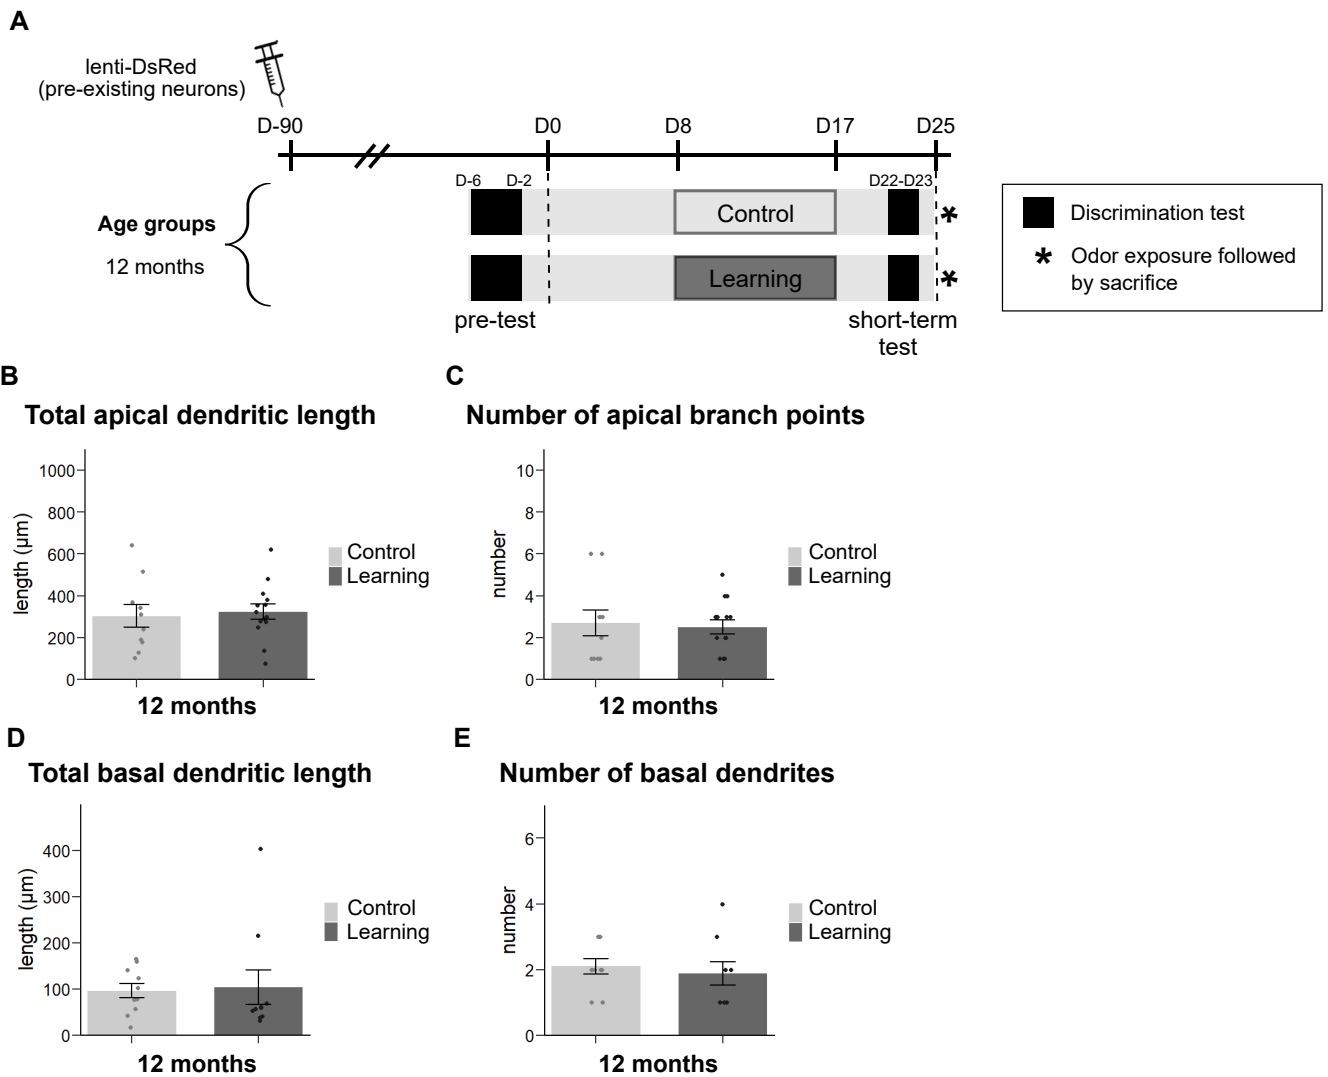 A
lenti-DsRed
(pre-existing neurons)
D-90
D0
D8
D17
D25
D-6
D-2
D22-D23
Age groups
12 months
Control
*
Learning
*
pre-test
short-term
test
Discrimination test
* Odor exposure followed
by sacrifice
B
Total apical dendritic length
length (µm)
1000
800
600
400
200
0
12 months
Control
Learning
C
Number of apical branch points
number
10
8
6
4
2
0
12 months
Control
Learning
D
Total basal dendritic length
length (µm)
400
300
200
100
0
12 months
Control
Learning
E
Number of basal dendrites
number
6
4
2
0
12 months
Control
Learning